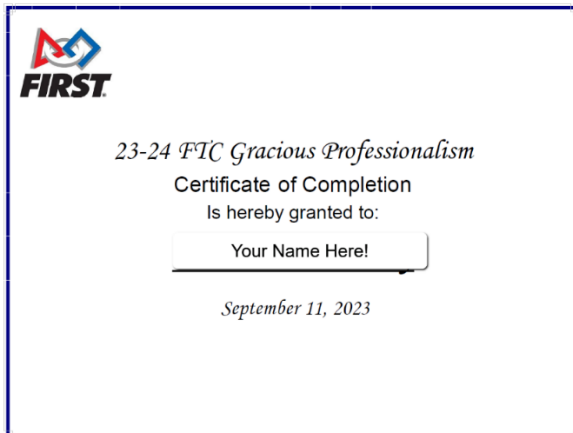 FIRST
23-24 FTC Gracious Professionalism
Certificate of Completion
Is hereby granted to:
Your Name Here!
September 11, 2023